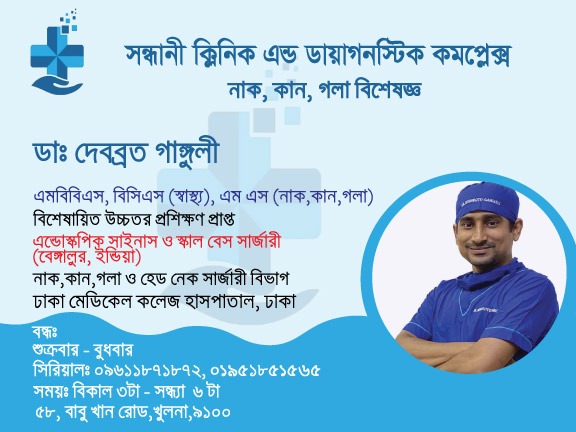 সন্ধানী ক্লিনিক এন্ড ডায়াগনস্টিক কমপ্লেক্স
নাক, কান, গলা বিশেষজ্ঞ
ডাঃ দেবব্রত গাঙ্গুলী
এমবিবিএস, বিসিএস (স্বাস্থ্য), এম এস (নাক,কান,গলা)
বিশেষায়িত উচ্চতর প্রশিক্ষণ প্রাপ্ত
এন্ডোস্কপিক সাইনাস ও স্কাল বেস সার্জারী
(বেঙ্গালুর, ইন্ডিয়া)
নাক,কান,গলা ও হেড নেক সার্জারী বিভাগ
ঢাকা মেডিকেল কলেজ হাসপাতাল, ঢাকা
বন্ধঃ
শুক্রবার - বুধবার
সিরিয়ালঃ ০৯৬১১৮৭১৮৭২, ০১৯৫১৮৫১৫৬৫
সময়ঃ বিকাল ৩টা - সন্ধ্যা ৬ টা
৫৮, বাবু খান রোড,খুলনা,৯১০০